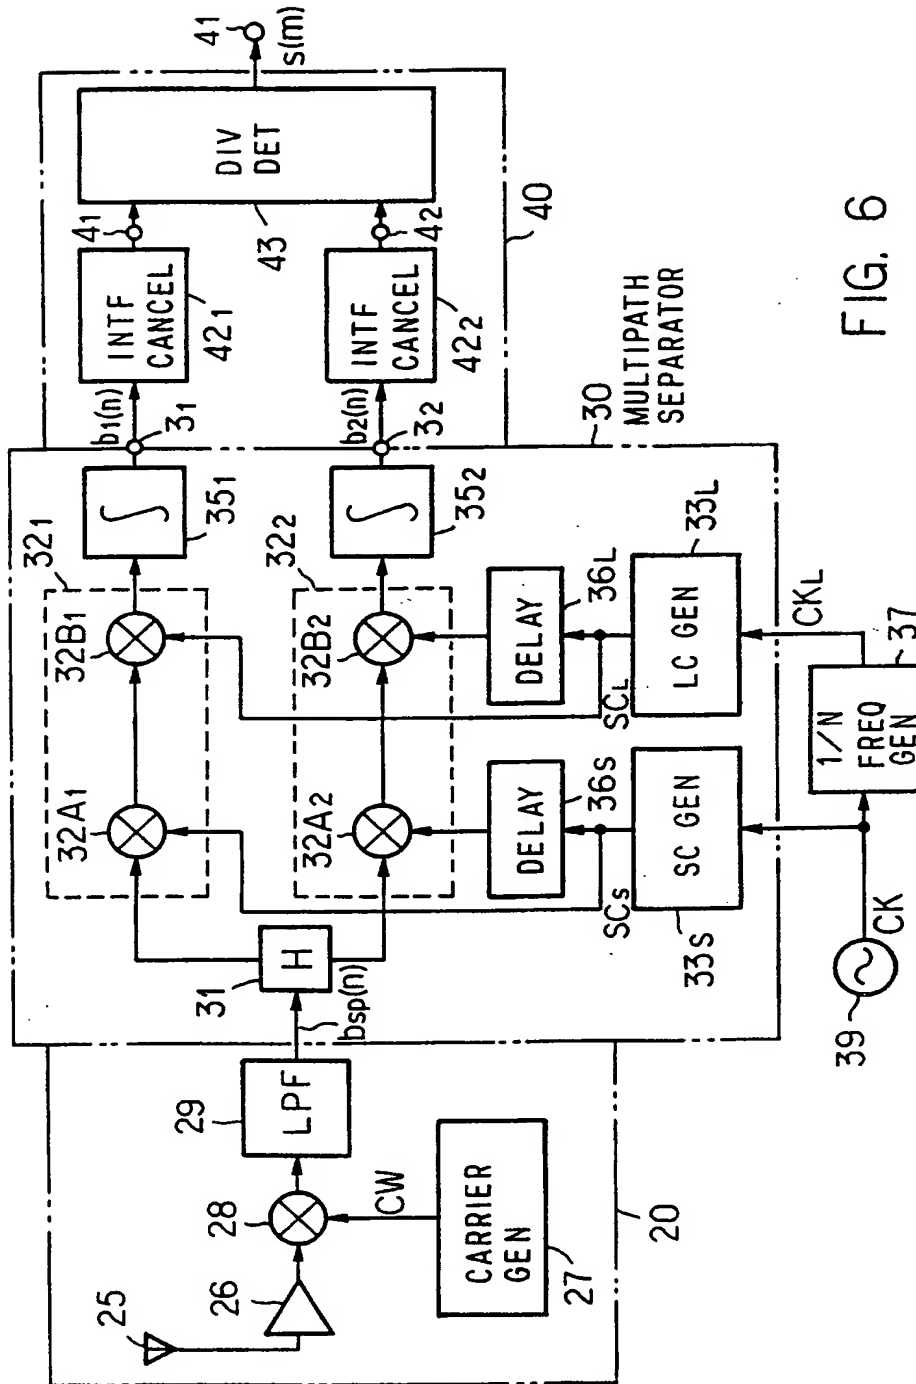 25
26
28
29
LPF
CW
CARRIER
GEN
27
20
31
H
bsp(n)
321
32A1
32B1
351
∫
b1(n)
31
INTF
CANCEL
421
41
322
32A2
32B2
352
∫
b2(n)
32
INTF
CANCEL
422
42
DIV
DET
43
41
s(m)
40
DELAY
36S
SCS
SC GEN
33S
DELAY
36L
SCL
LC GEN
33L
30
MULTIPATH
SEPARATOR
CKL
39
CK
1/N
FREQ
GEN
37
FIG. 6